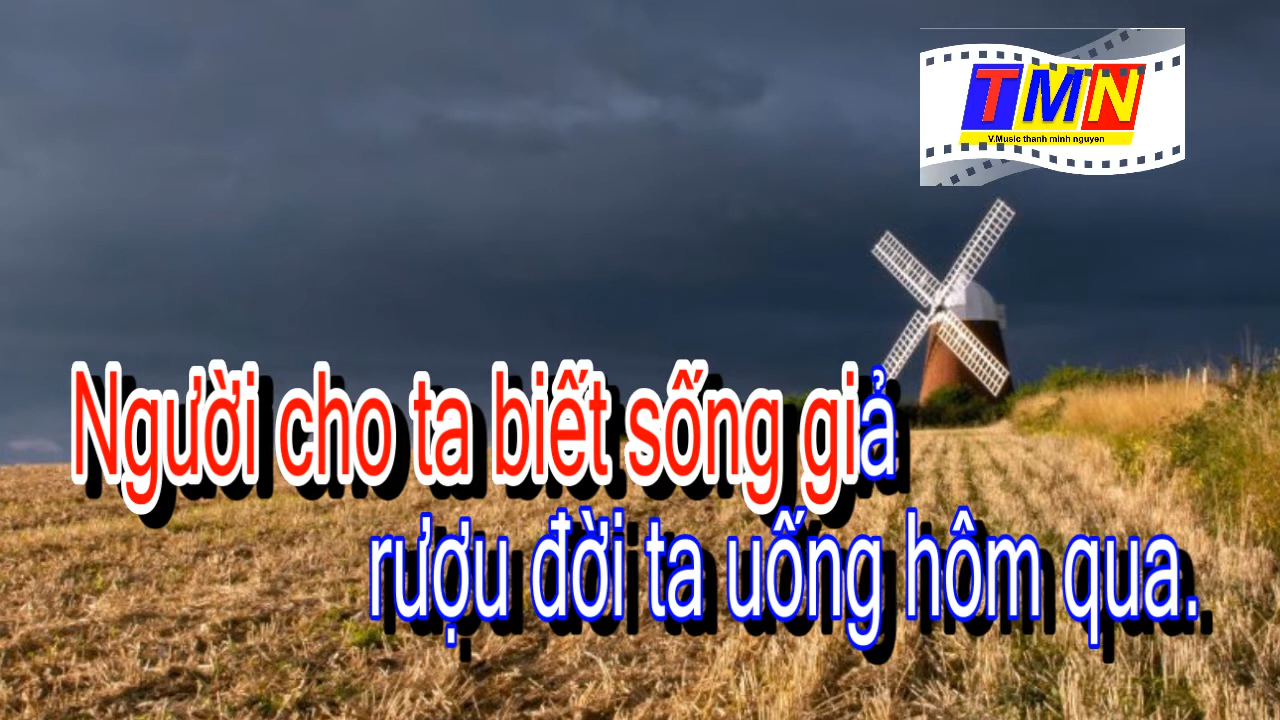 TMN
V.Music thanh minh nguyen
Người cho ta biết sống giả
rượu đời ta uống hôm qua.